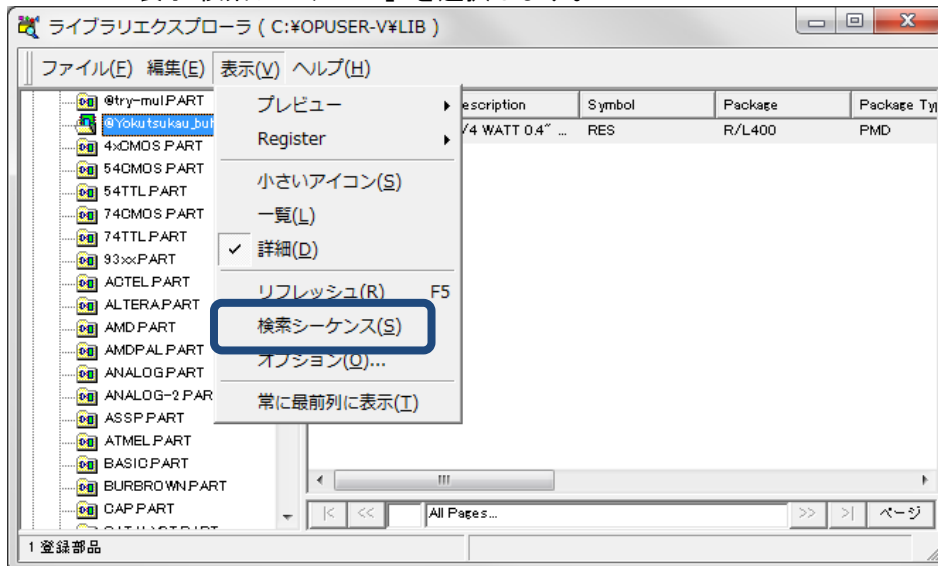 ライブラリエクスプローラ ( C:¥OPUSER-V¥LIB )
ファイル(F) 編集(E) 表示(V) ヘルプ(H)
@try-mul.PART
@Yokutsukau_buh
4xCMOS.PART
54CMOS.PART
54TTL.PART
74CMOS.PART
74TTL.PART
93xx.PART
ACTEL.PART
ALTERA.PART
AMD.PART
AMDPAL.PART
ANALOG.PART
ANALOG-2.PAR
ASSP.PART
ATMEL.PART
BASIC.PART
BURBROWN.PART
CAP.PART
プレビュー
Register
小さいアイコン(S)
一覧(L)
詳細(D)
リフレッシュ(R) F5
検索シーケンス(S)
オプション(O)...
常に最前列に表示(T)
escription Symbol Package Package Typ
/4 WATT 0.4" ... RES R/L400 PMD
|< << All Pages... >> >| ページ
1 登録部品